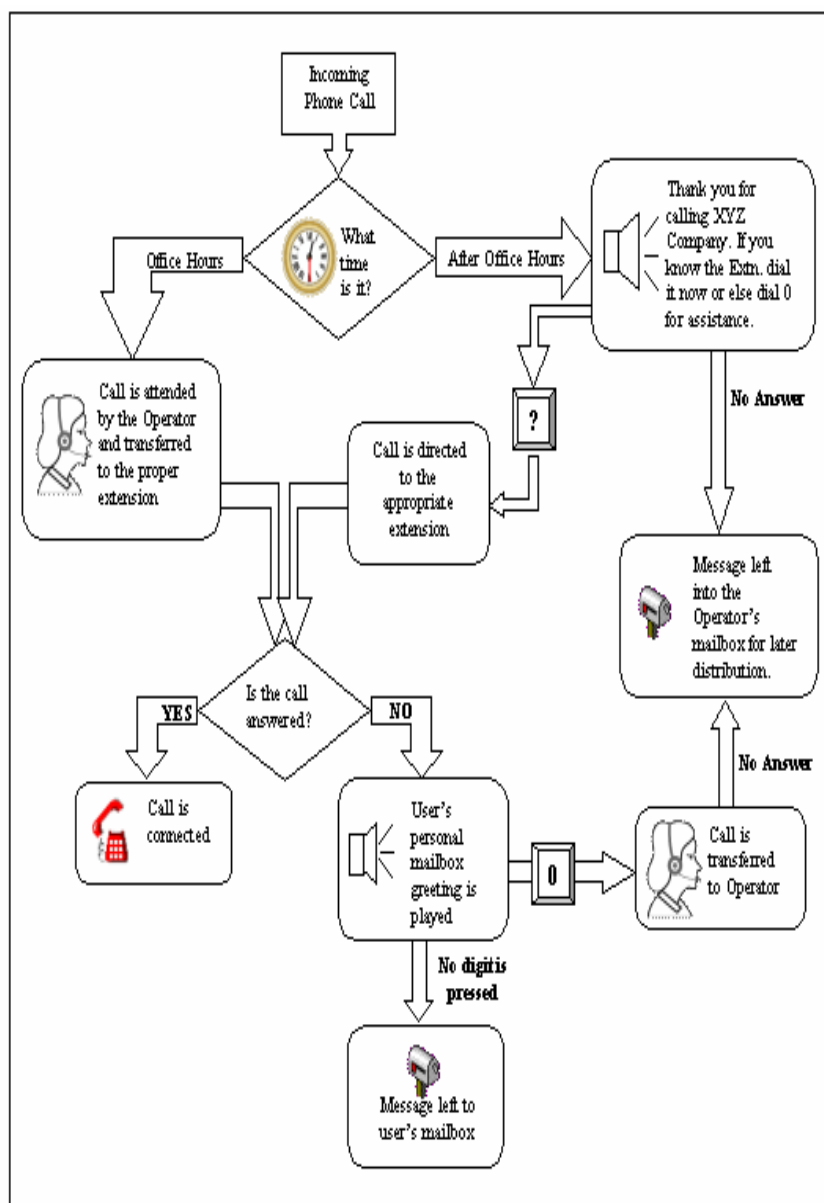 Incoming
Phone Call
What
time
is it?
Office Hours
After Office Hours
Thank you for
calling XYZ
Company. If you
know the Extn. dial
it now or else dial 0
for assistance.
No Answer
Call is attended
by the Operator
and transferred
to the proper
extension
?
Call is directed
to the
appropriate
extension
Message left
into the
Operator's
mailbox for later
distribution.
Is the call
answered?
YES
NO
No Answer
Call is
connected
User's
personal
mailbox
greeting is
played
0
Call is
transferred
to Operator
No digit is
pressed
Message left to
user's mailbox